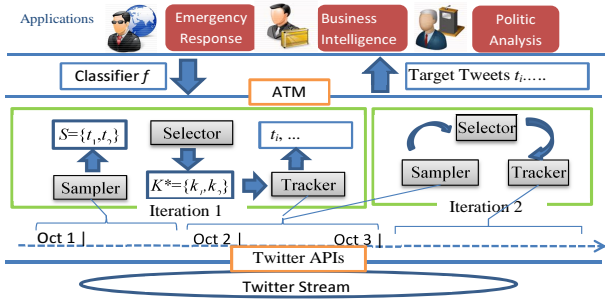 Applications
Emergency
Response
Business
Intelligence
Politic
Analysis
Classifier f
Target Tweets tᵢ.....
ATM
S={t₁,t₂}
Selector
tᵢ, ...
Selector
Sampler
K*={k₁,k₂}
Tracker
Sampler
Tracker
Iteration 1
Iteration 2
Oct 1
Oct 2
Oct 3
Twitter APIs
Twitter Stream